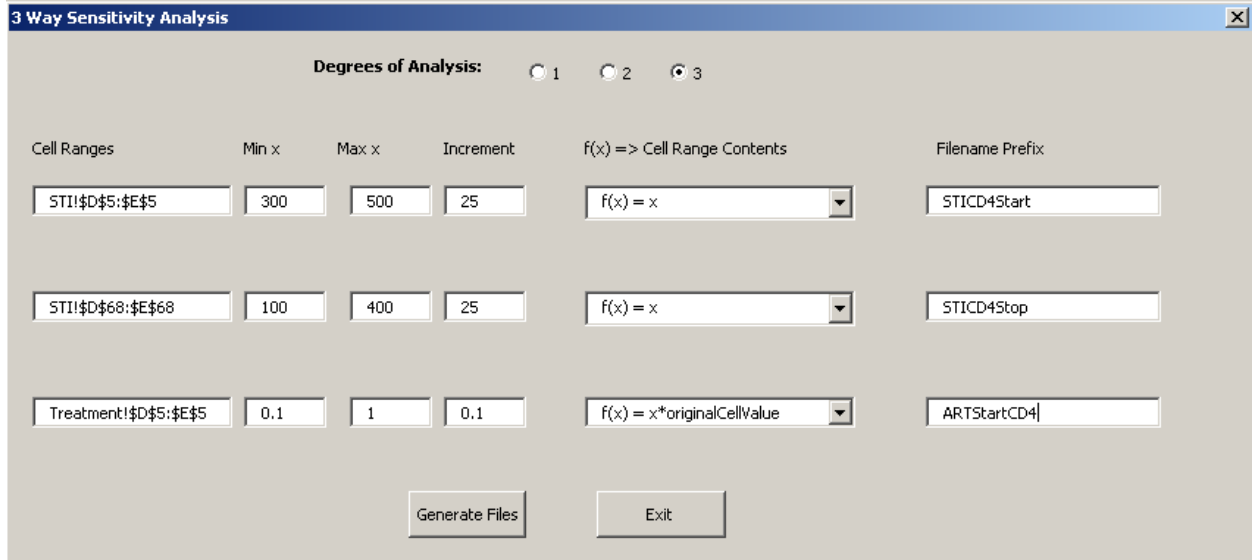 3 Way Sensitivity Analysis
Degrees of Analysis: 1 2 3
Cell Ranges Min x Max x Increment f(x) => Cell Range Contents Filename Prefix
STI!$D$5:$E$5 300 500 25 f(x) = x STICD4Start
STI!$D$68:$E$68 100 400 25 f(x) = x STICD4Stop
Treatment!$D$5:$E$5 0.1 1 0.1 f(x) = x*originalCellValue ARTStartCD4
Generate Files Exit